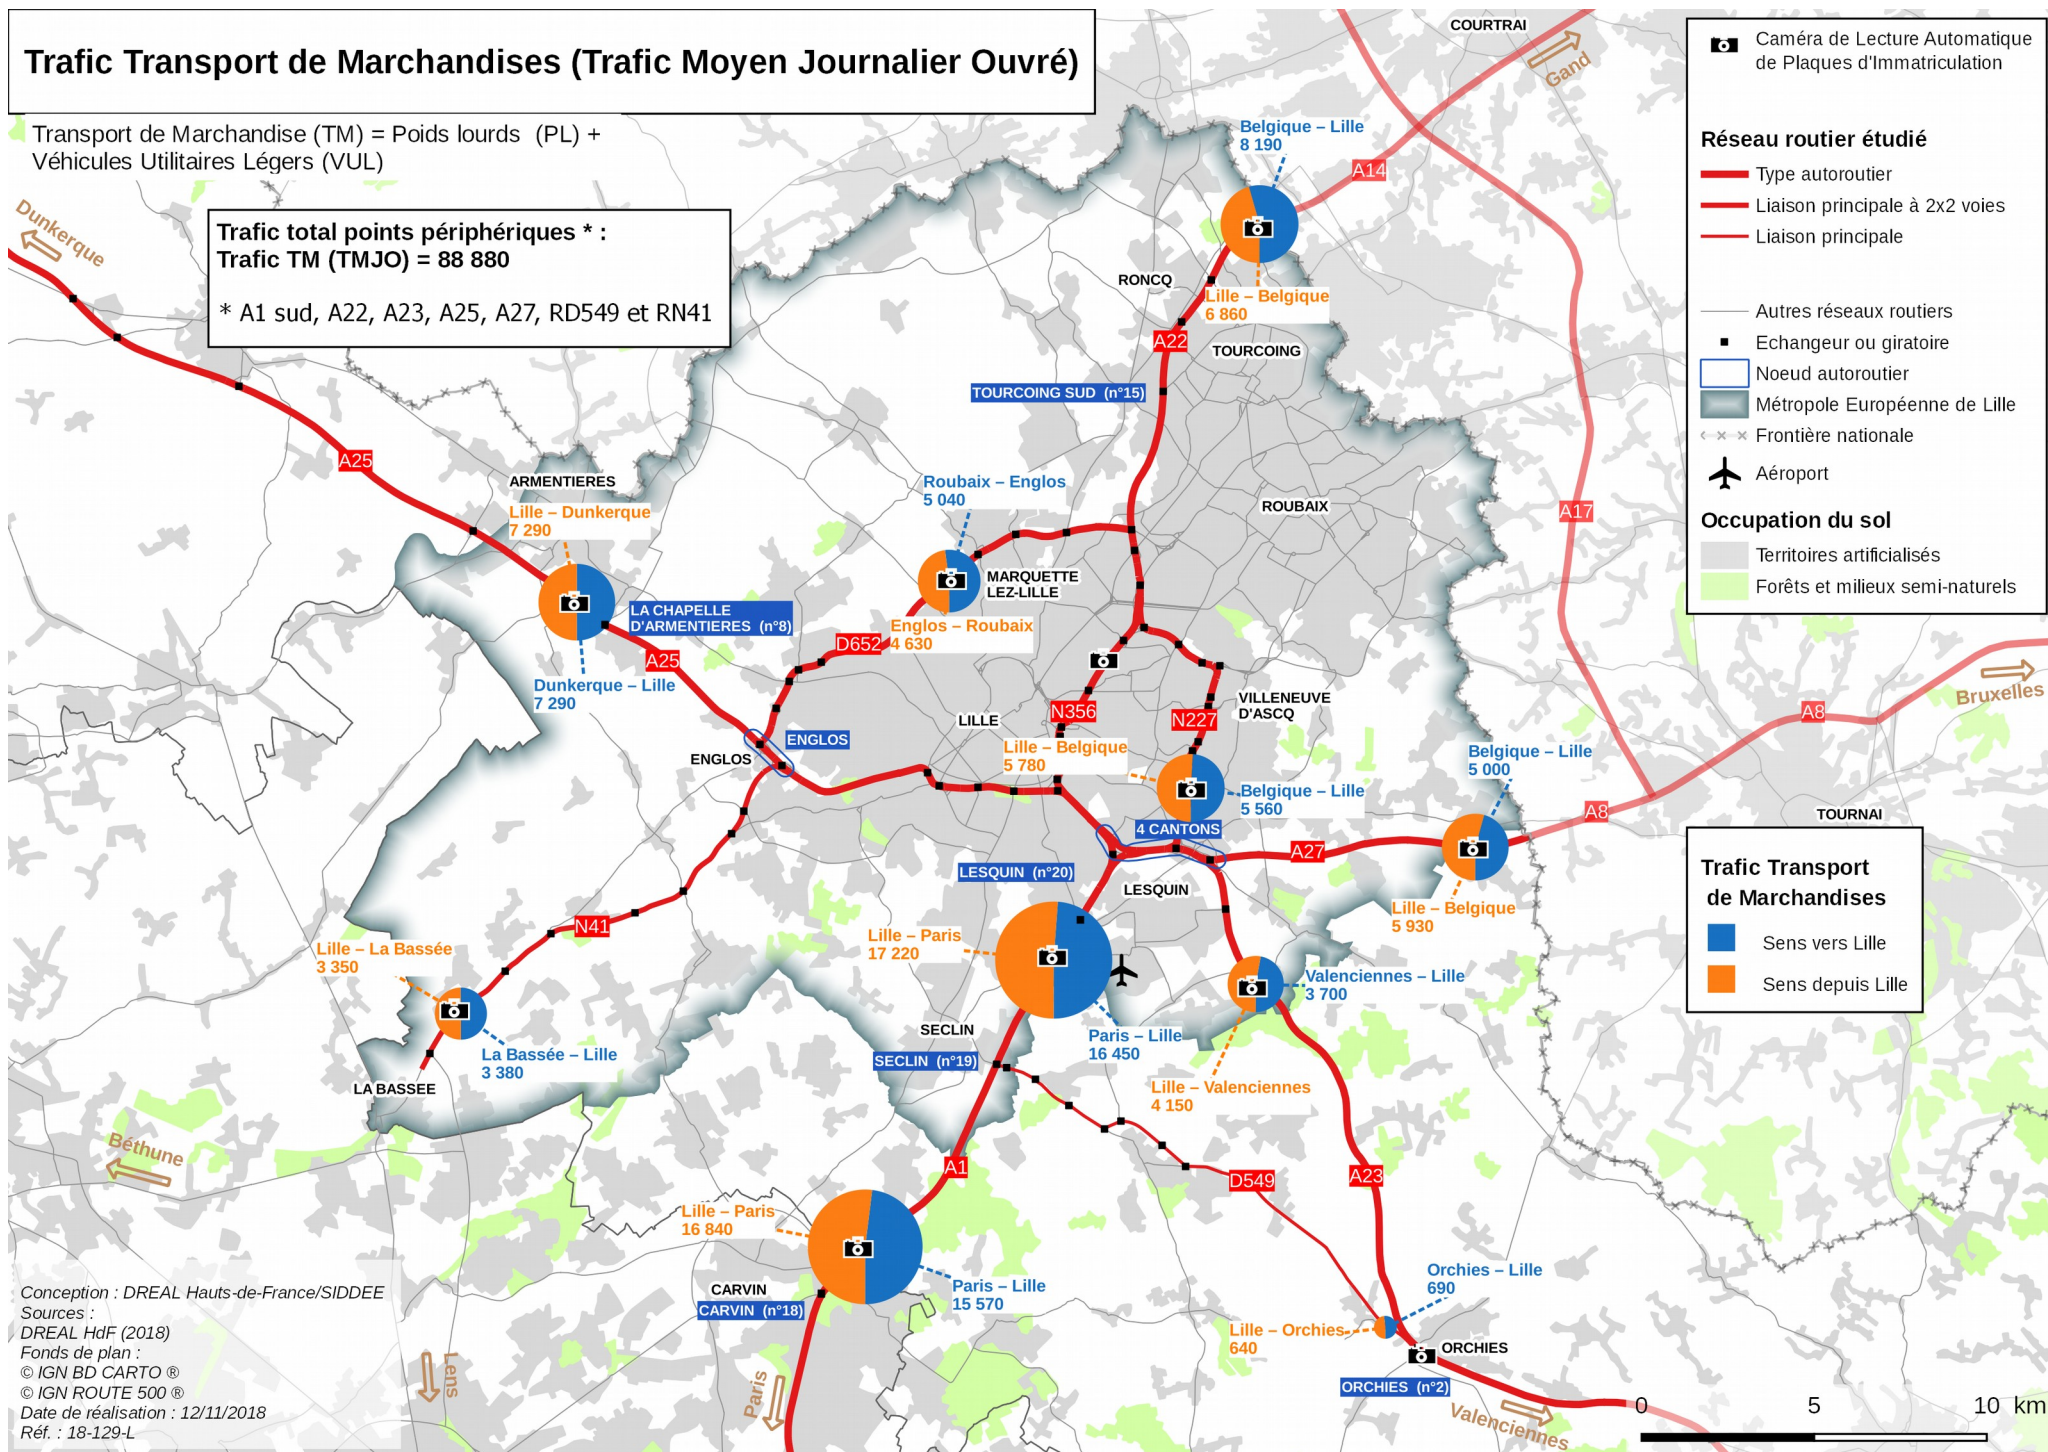 Trafic Transport de Marchandises (Trafic Moyen Journalier Ouvré)
Transport de Marchandise (TM) = Poids lourds (PL) +
Véhicules Utilitaires Légers (VUL)
Trafic total points périphériques * :
Trafic TM (TMJO) = 88 880
* A1 sud, A22, A23, A25, A27, RD549 et RN41
Caméra de Lecture Automatique
de Plaques d'Immatriculation
Réseau routier étudié
Type autoroutier
Liaison principale à 2x2 voies
Liaison principale
Autres réseaux routiers
Echangeur ou giratoire
Noeud autoroutier
Métropole Européenne de Lille
Frontière nationale
Aéroport
Occupation du sol
Territoires artificialisés
Forêts et milieux semi-naturels
Trafic Transport
de Marchandises
Sens vers Lille
Sens depuis Lille
COURTRAI
Gand
Belgique – Lille
8 190
A14
Dunkerque
RONCQ
Lille – Belgique
6 860
A22
TOURCOING
TOURCOING SUD (n°15)
A25
ARMENTIERES
Lille – Dunkerque
7 290
Roubaix – Englos
5 040
ROUBAIX
A17
MARQUETTE
LEZ-LILLE
LA CHAPELLE
D'ARMENTIERES (n°8)
Englos – Roubaix
4 630
D652
A25
Dunkerque – Lille
7 290
Bruxelles
A8
VILLENEUVE
D'ASCQ
N356
N227
LILLE
ENGLOS
ENGLOS
Lille – Belgique
5 780
Belgique – Lille
5 560
Belgique – Lille
5 000
A8
TOURNAI
4 CANTONS
A27
LESQUIN (n°20)
LESQUIN
Lille – Belgique
5 930
N41
Lille – La Bassée
3 350
Lille – Paris
17 220
Valenciennes – Lille
3 700
SECLIN
Paris – Lille
16 450
La Bassée – Lille
3 380
SECLIN (n°19)
LA BASSEE
Lille – Valenciennes
4 150
Béthune
A1
D549
A23
Lille – Paris
16 840
Orchies – Lille
690
CARVIN
CARVIN (n°18)
Paris – Lille
15 570
Lille – Orchies
640
ORCHIES
ORCHIES (n°2)
Lens
Paris
Valenciennes
0 5 10 km
Conception : DREAL Hauts-de-France/SIDDEE
Sources :
DREAL HdF (2018)
Fonds de plan :
© IGN BD CARTO ®
© IGN ROUTE 500 ®
Date de réalisation : 12/11/2018
Réf. : 18-129-L